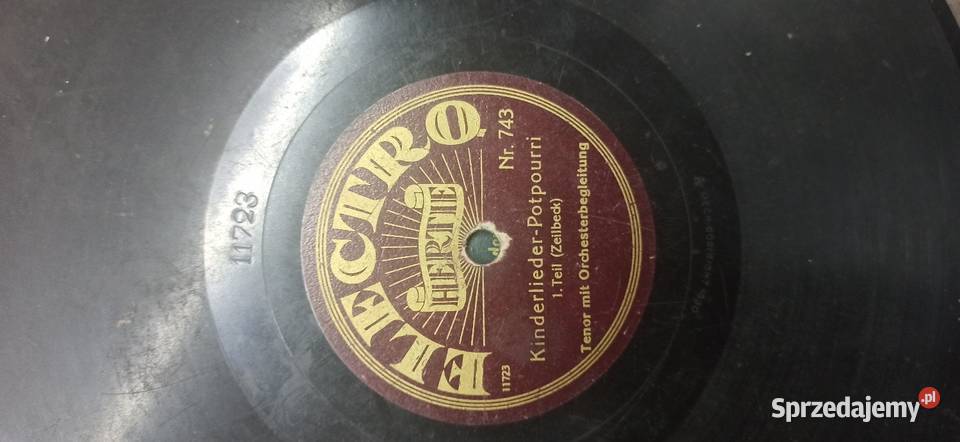 ELECTRO
HERTIE
Nr. 743
Kinderlieder-Potpourri
1. Teil (Zeilbeck)
Tenor mit Orchesterbegleitung
11723
11723
Sprzedajemy.pl